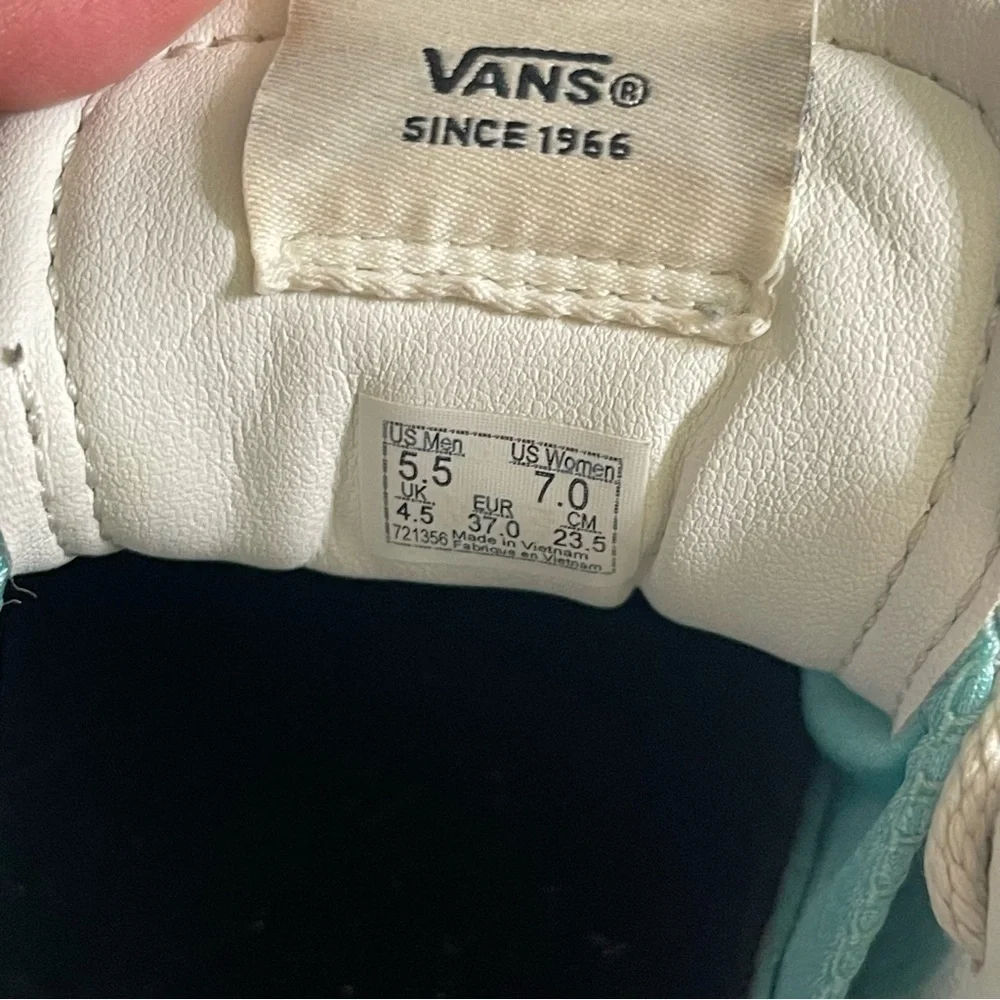 VANS®
SINCE 1966
US Men US Women
5.5 7.0
UK EUR CM
4.5 37.0 23.5
721356 Made in Vietnam
Fabrique en Vietnam